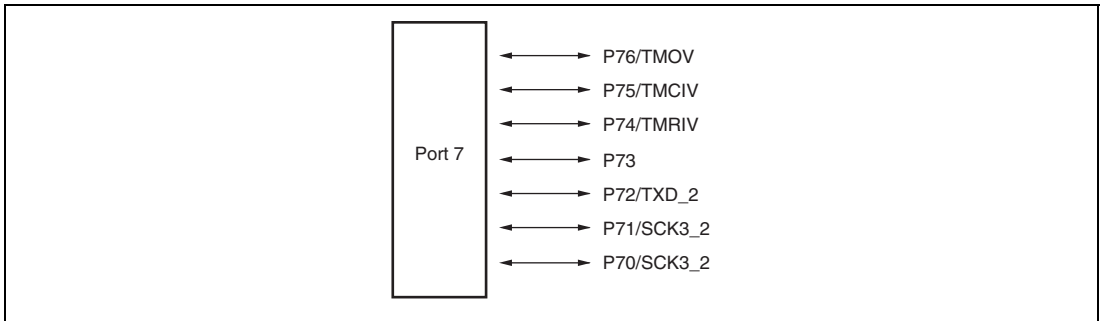 Port 7
P76/TMOV
P75/TMCIV
P74/TMRIV
P73
P72/TXD_2
P71/SCK3_2
P70/SCK3_2